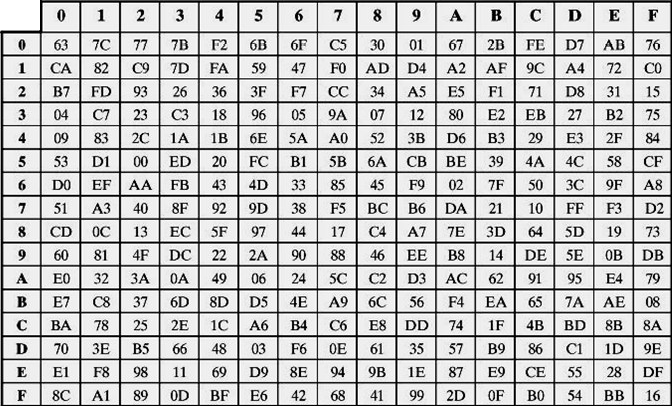 0 1 2 3 4 5 6 7 8 9 A B C D E F
0 63 7C 77 7B F2 6B 6F C5 30 01 67 2B FE D7 AB 76
1 CA 82 C9 7D FA 59 47 F0 AD D4 A2 AF 9C A4 72 C0
2 B7 FD 93 26 36 3F F7 CC 34 A5 E5 F1 71 D8 31 15
3 04 C7 23 C3 18 96 05 9A 07 12 80 E2 EB 27 B2 75
4 09 83 2C 1A 1B 6E 5A A0 52 3B D6 B3 29 E3 2F 84
5 53 D1 00 ED 20 FC B1 5B 6A CB BE 39 4A 4C 58 CF
6 D0 EF AA FB 43 4D 33 85 45 F9 02 7F 50 3C 9F A8
7 51 A3 40 8F 92 9D 38 F5 BC B6 DA 21 10 FF F3 D2
8 CD 0C 13 EC 5F 97 44 17 C4 A7 7E 3D 64 5D 19 73
9 60 81 4F DC 22 2A 90 88 46 EE B8 14 DE 5E 0B DB
A E0 32 3A 0A 49 06 24 5C C2 D3 AC 62 91 95 E4 79
B E7 C8 37 6D 8D D5 4E A9 6C 56 F4 EA 65 7A AE 08
C BA 78 25 2E 1C A6 B4 C6 E8 DD 74 1F 4B BD 8B 8A
D 70 3E B5 66 48 03 F6 0E 61 35 57 B9 86 C1 1D 9E
E E1 F8 98 11 69 D9 8E 94 9B 1E 87 E9 CE 55 28 DF
F 8C A1 89 0D BF E6 42 68 41 99 2D 0F B0 54 BB 16